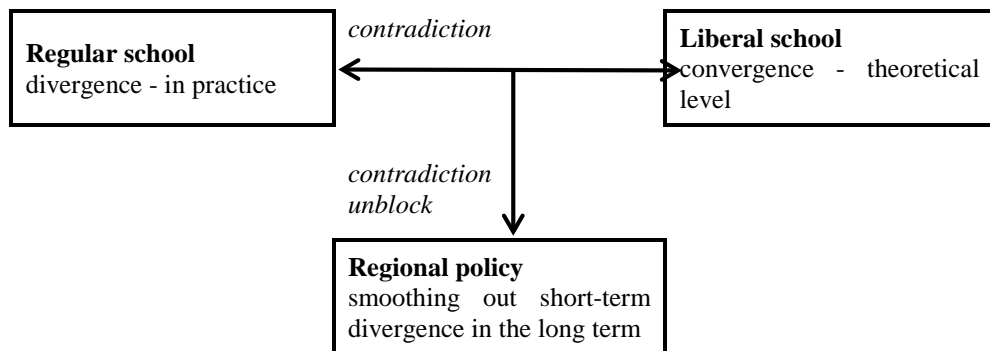 Regular school
divergence - in practice
contradiction
Liberal school
convergence - theoretical
level
contradiction
unblock
Regional policy
smoothing out short-term
divergence in the long term